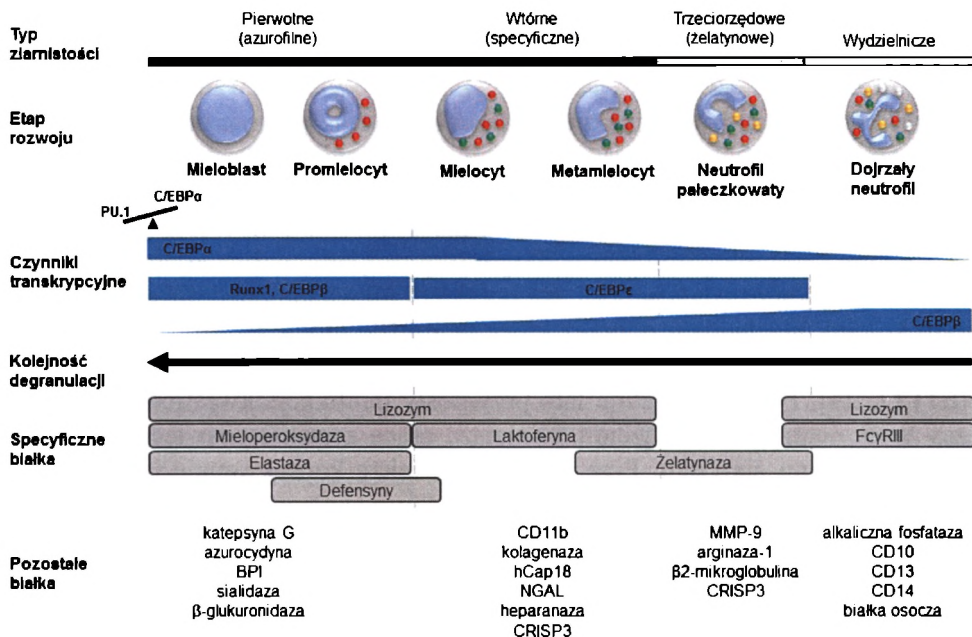 Typ
ziarnistości
Pierwotne
(azurofilne)
Wtórne
(specyficzne)
Trzeciorzędowe
(żelatynowe)
Wydzielnicze
Etap
rozwoju
Mieloblast
Promielocyt
Mielocyt
Metamielocyt
Neutrofil
pałeczkowaty
Dojrzały
neutrofil
PU.1
C/EBPα
Czynniki
transkrypcyjne
C/EBPα
Runx1, C/EBPβ
C/EBPε
C/EBPβ
Kolejność
degranulacji
Specyficzne
białka
Lizozym
Lizozym
Mieloperoksydaza
Laktoferyna
FcγRIII
Elastaza
Żelatynaza
Defensyny
Pozostałe
białka
katepsyna G
azurocydyna
BPI
sialidaza
β-glukuronidaza
CD11b
kolagenaza
hCap18
NGAL
heparanaza
CRISP3
MMP-9
arginaza-1
β2-mikroglobulina
CRISP3
alkaliczna fosfataza
CD10
CD13
CD14
białka osocza